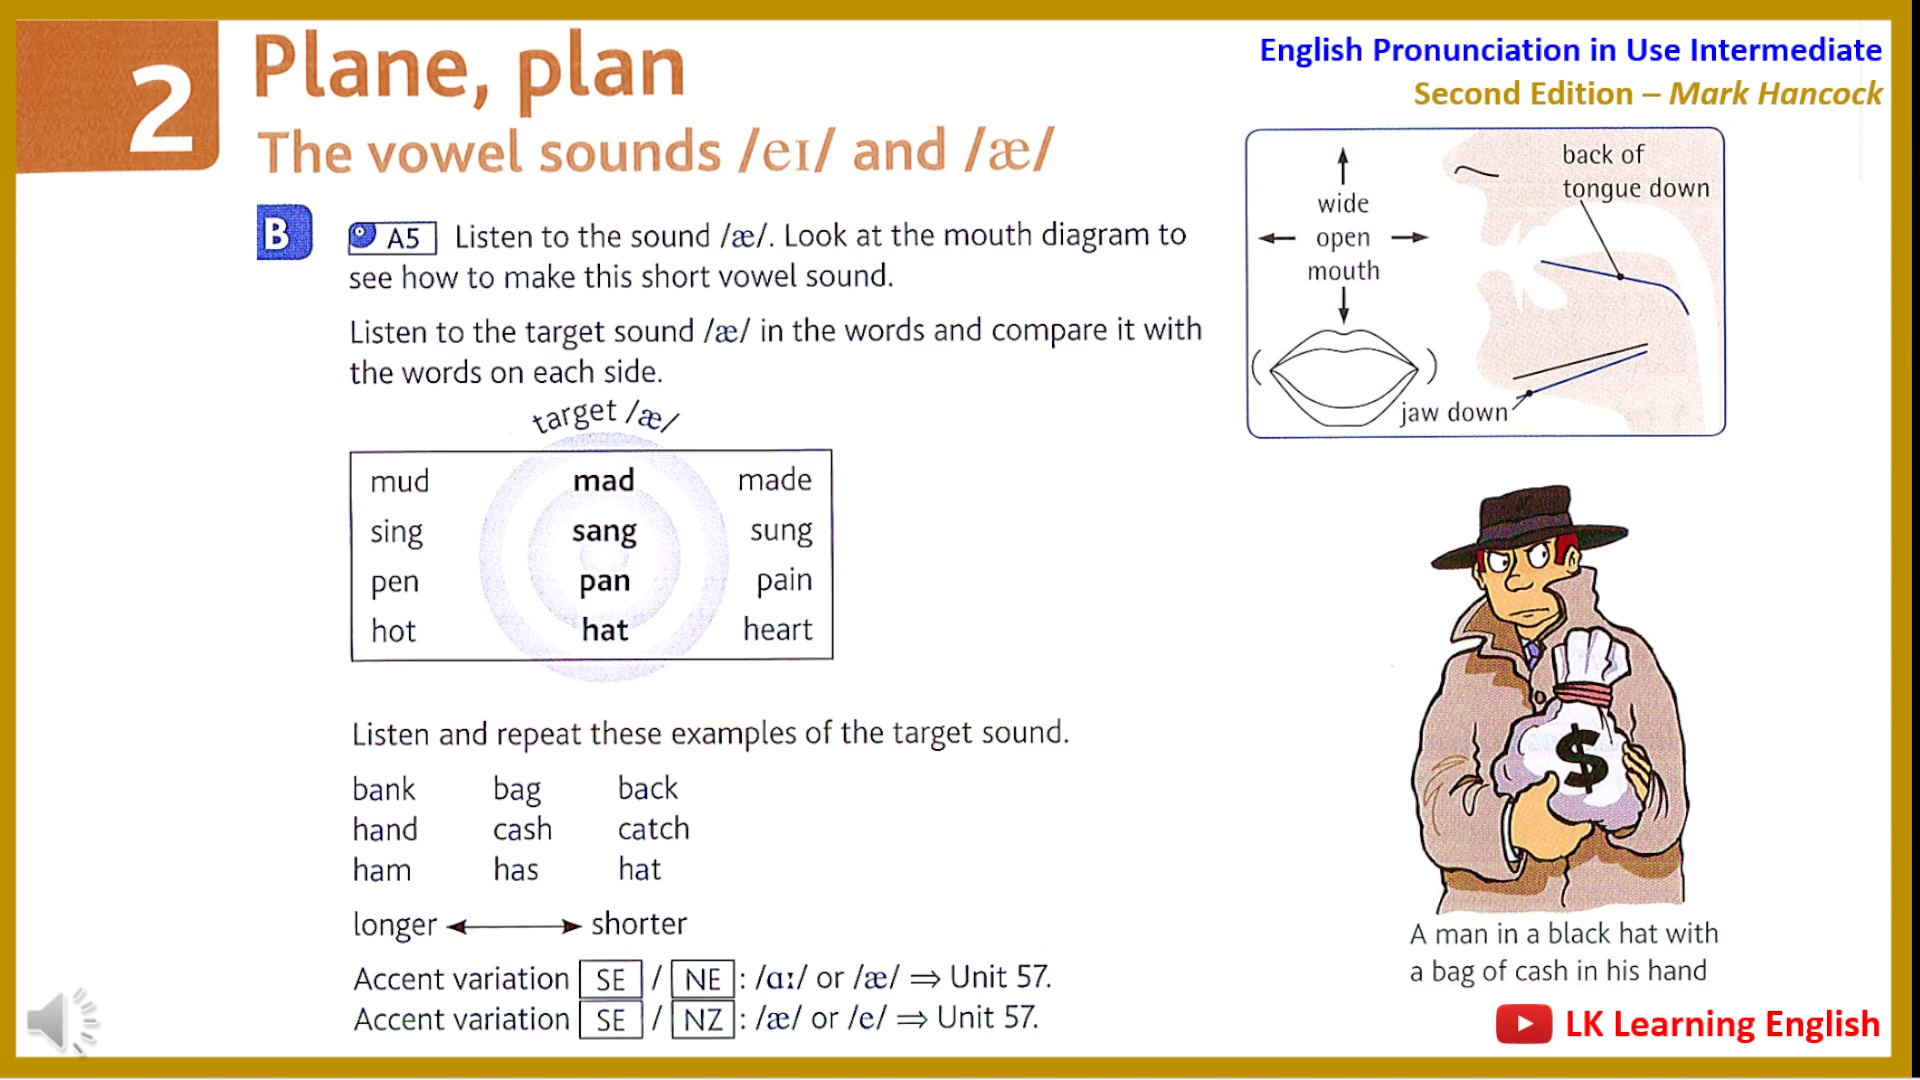 2
Plane, plan
The vowel sounds /eɪ/ and /æ/
English Pronunciation in Use Intermediate
Second Edition – Mark Hancock
B
A5 Listen to the sound /æ/. Look at the mouth diagram to
see how to make this short vowel sound.
Listen to the target sound /æ/ in the words and compare it with
the words on each side.
target /æ/
mud mad made
sing sang sung
pen pan pain
hot hat heart
Listen and repeat these examples of the target sound.
bank bag back
hand cash catch
ham has hat
longer ↔ shorter
Accent variation SE / NE : /ɑː/ or /æ/ ⇒ Unit 57.
Accent variation SE / NZ : /æ/ or /e/ ⇒ Unit 57.
wide
open
mouth
back of
tongue down
jaw down
$
A man in a black hat with
a bag of cash in his hand
LK Learning English